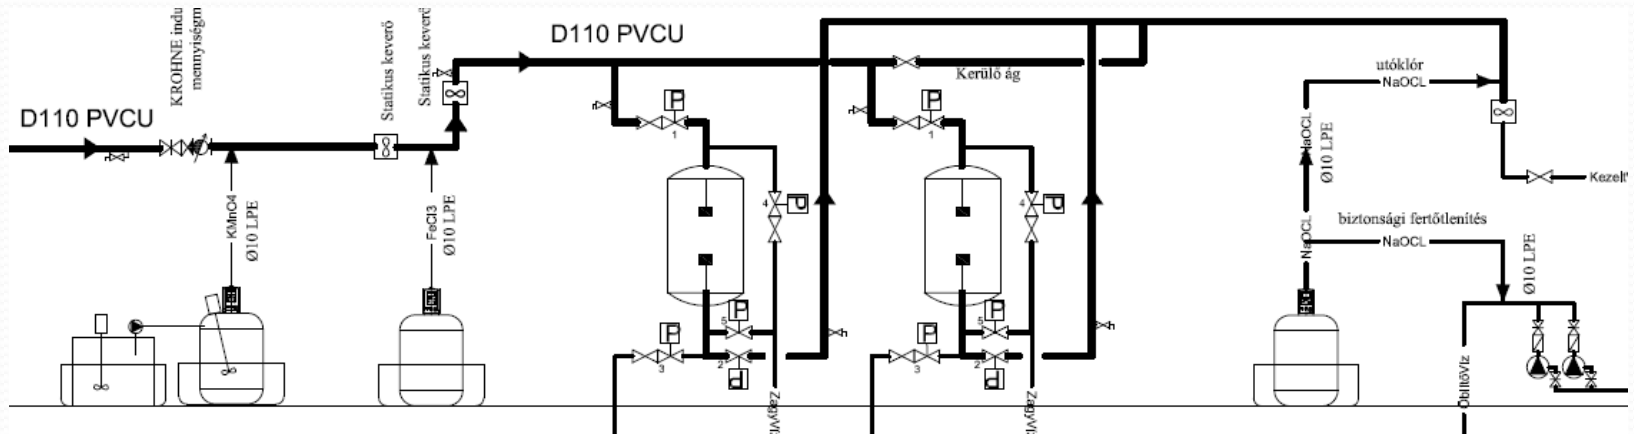 D110 PVCU
KROHNE indu
mennyiségm
Statikus keverő
Statikus keverő
D110 PVCU
Kerülő ág
KMnO4
Ø10 LPE
FeCl3
Ø10 LPE
P
1
P
4
P
5
P
3
2
P
ZagyVí
P
1
P
4
P
5
P
3
2
P
ZagyVí
utóklór
NaOCL
NaOCL
Ø10 LPE
NaOCL
biztonsági fertőtlenítés
NaOCL
Ø10 LPE
Kezelt
ÖblítőVíz